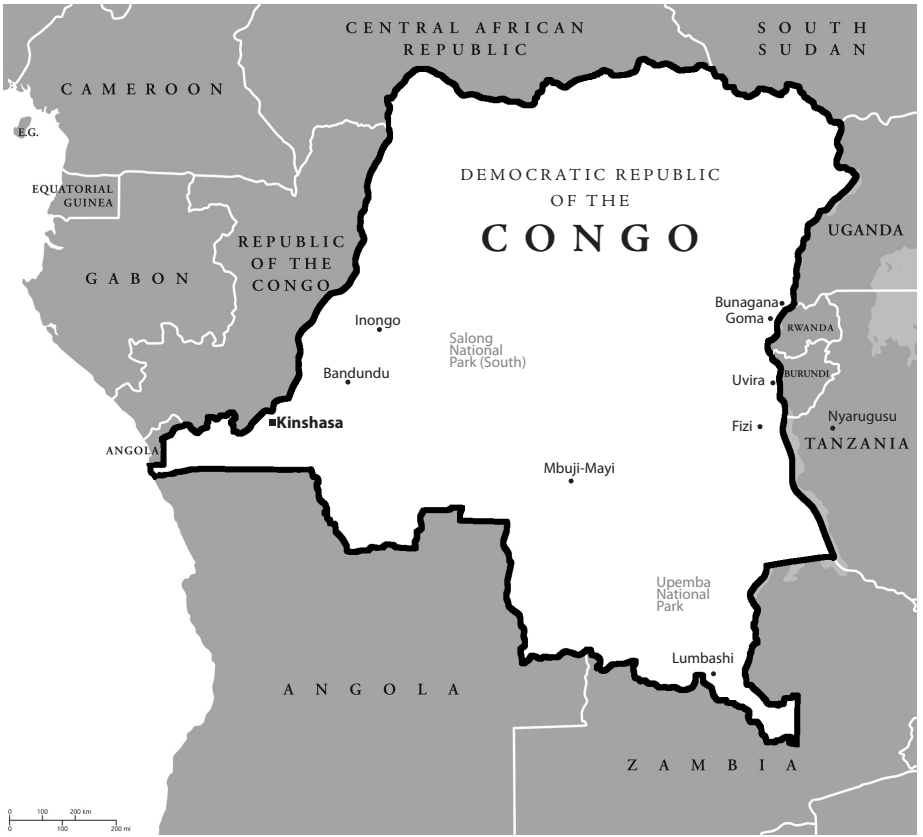 CENTRAL AFRICAN
REPUBLIC
SOUTH
SUDAN
CAMEROON
E.G.
DEMOCRATIC REPUBLIC
OF THE
CONGO
EQUATORIAL
GUINEA
UGANDA
REPUBLIC
OF THE
CONGO
GABON
Bunagana
Goma
RWANDA
Inongo
Salong
National
Park (South)
Bandundu
Uvira
BURUNDI
Kinshasa
Fizi
Nyarugusu
TANZANIA
ANGOLA
Mbuji-Mayi
Upemba
National
Park
Lumbashi
ANGOLA
ZAMBIA
0 100 200 km
0 100 200 mi